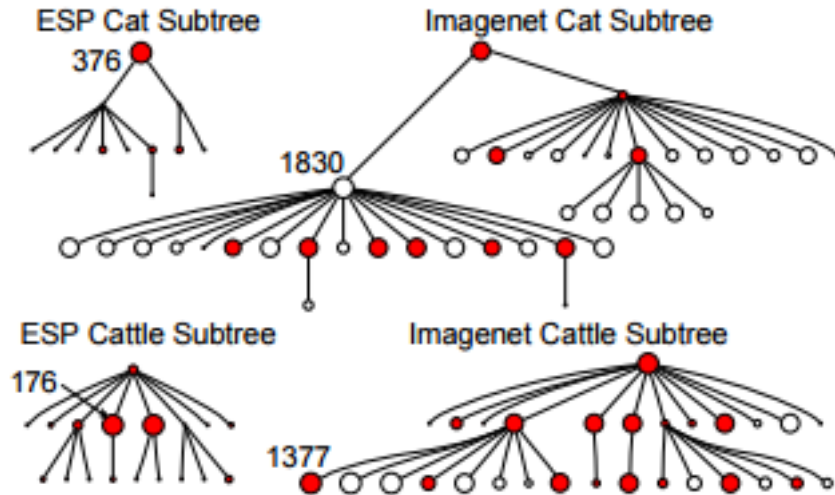 ESP Cat Subtree
Imagenet Cat Subtree
376
1830
ESP Cattle Subtree
Imagenet Cattle Subtree
176
1377